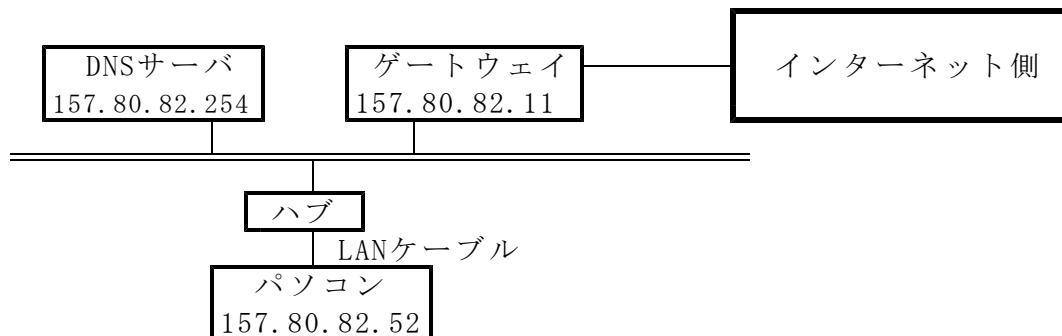 DNSサーバ
157.80.82.254
ゲートウェイ
157.80.82.11
インターネット側
ハブ
LANケーブル
パソコン
157.80.82.52